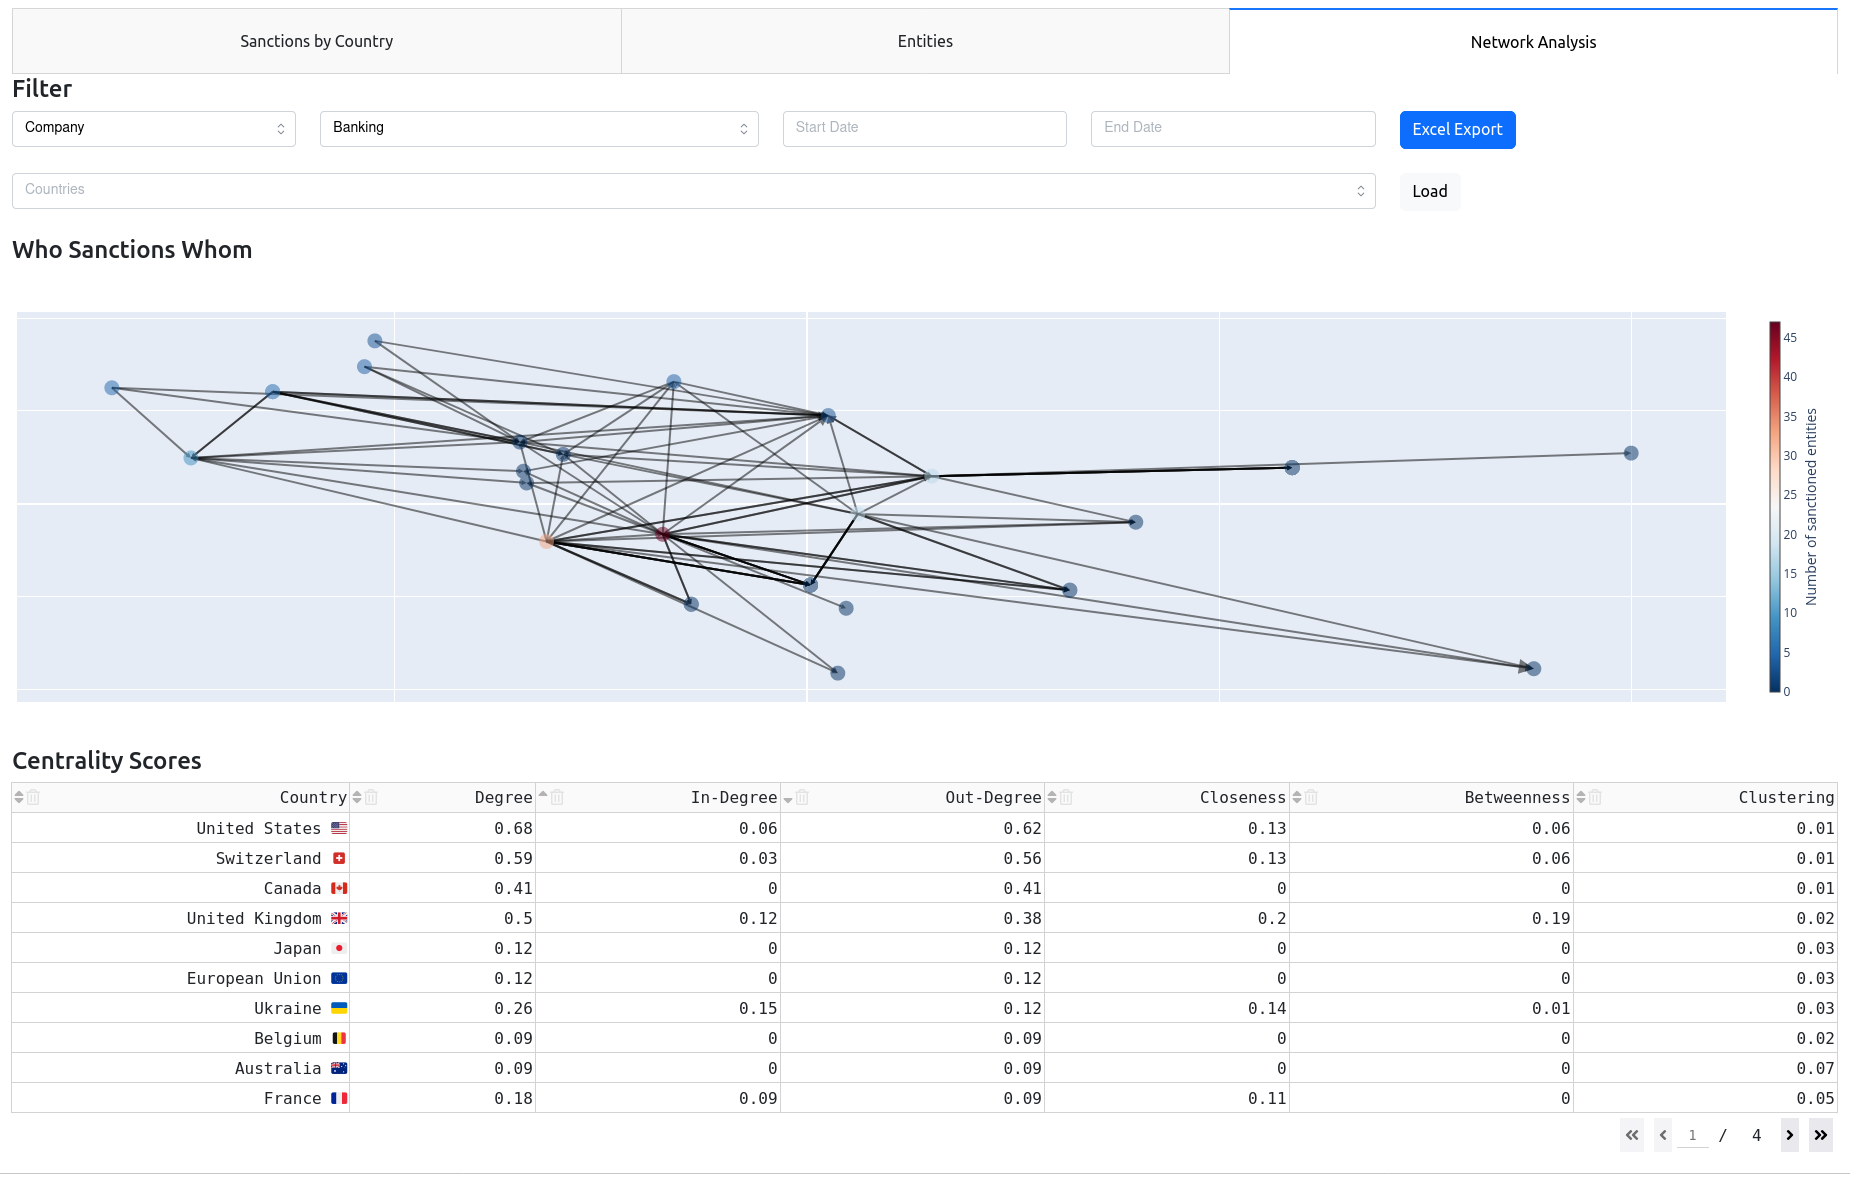 Sanctions by Country Entities Network Analysis
Filter
Company Banking Start Date End Date Excel Export
Countries Load
Who Sanctions Whom
45
40
35
30
25
20
15
10
5
0
Number of sanctioned entities
Centrality Scores
Country Degree In-Degree Out-Degree Closeness Betweenness Clustering
United States 0.68 0.06 0.62 0.13 0.06 0.01
Switzerland 0.59 0.03 0.56 0.13 0.06 0.01
Canada 0.41 0 0.41 0 0 0.01
United Kingdom 0.5 0.12 0.38 0.2 0.19 0.02
Japan 0.12 0 0.12 0 0 0.03
European Union 0.12 0 0.12 0 0 0.03
Ukraine 0.26 0.15 0.12 0.14 0.01 0.03
Belgium 0.09 0 0.09 0 0 0.02
Australia 0.09 0 0.09 0 0 0.07
France 0.18 0.09 0.09 0.11 0 0.05
1 / 4